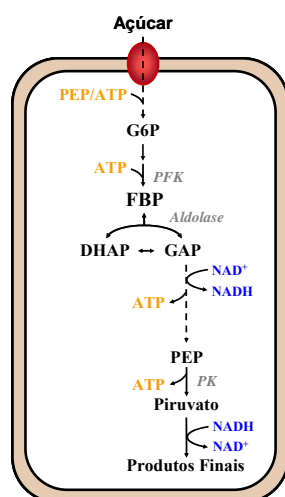 Açúcar
PEP/ATP
G6P
ATP
PFK
FBP
Aldolase
DHAP GAP
NAD⁺
NADH
ATP
PEP
ATP PK
Piruvato
NADH
NAD⁺
Produtos Finais